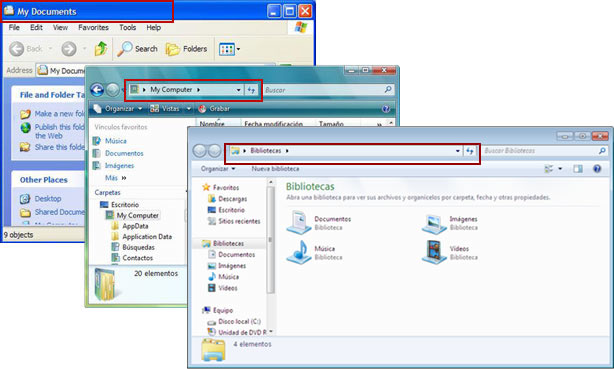 My Documents
File Edit View Favorites Tools
Back Search Folders
Address My Docum
File and Folder Ta
Make a new fo
Publish this fold
the Web
Share this fold
Other Places
Desktop
Shared Docume
9 objects
My Computer
Buscar
Organizar Vistas Grabar
Vínculos favoritos
Música
Documentos
Imágenes
Más
Carpetas
Escritorio
My Computer
AppData
Application Data
Búsquedas
Contactos
Nombre Fecha modificación Tamaño
20 elementos
Bibliotecas
Buscar Bibliotecas
Organizar Nueva biblioteca
Favoritos
Descargas
Escritorio
Sitios recientes
Bibliotecas
Documentos
Imágenes
Música
Vídeos
Equipo
Disco local (C:)
Unidad de DVD R
Bibliotecas
Abra una biblioteca para ver sus archivos y organícelos por carpeta, fecha y otras propiedades.
Documentos
Biblioteca
Imágenes
Biblioteca
Música
Biblioteca
Vídeos
Biblioteca
4 elementos